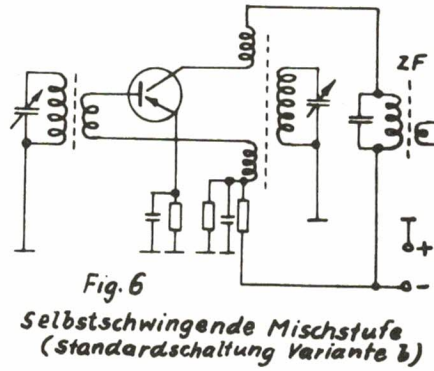 ZF
+
-
Fig. 6
Selbstschwingende Mischstufe
(Standardschaltung Variante b)